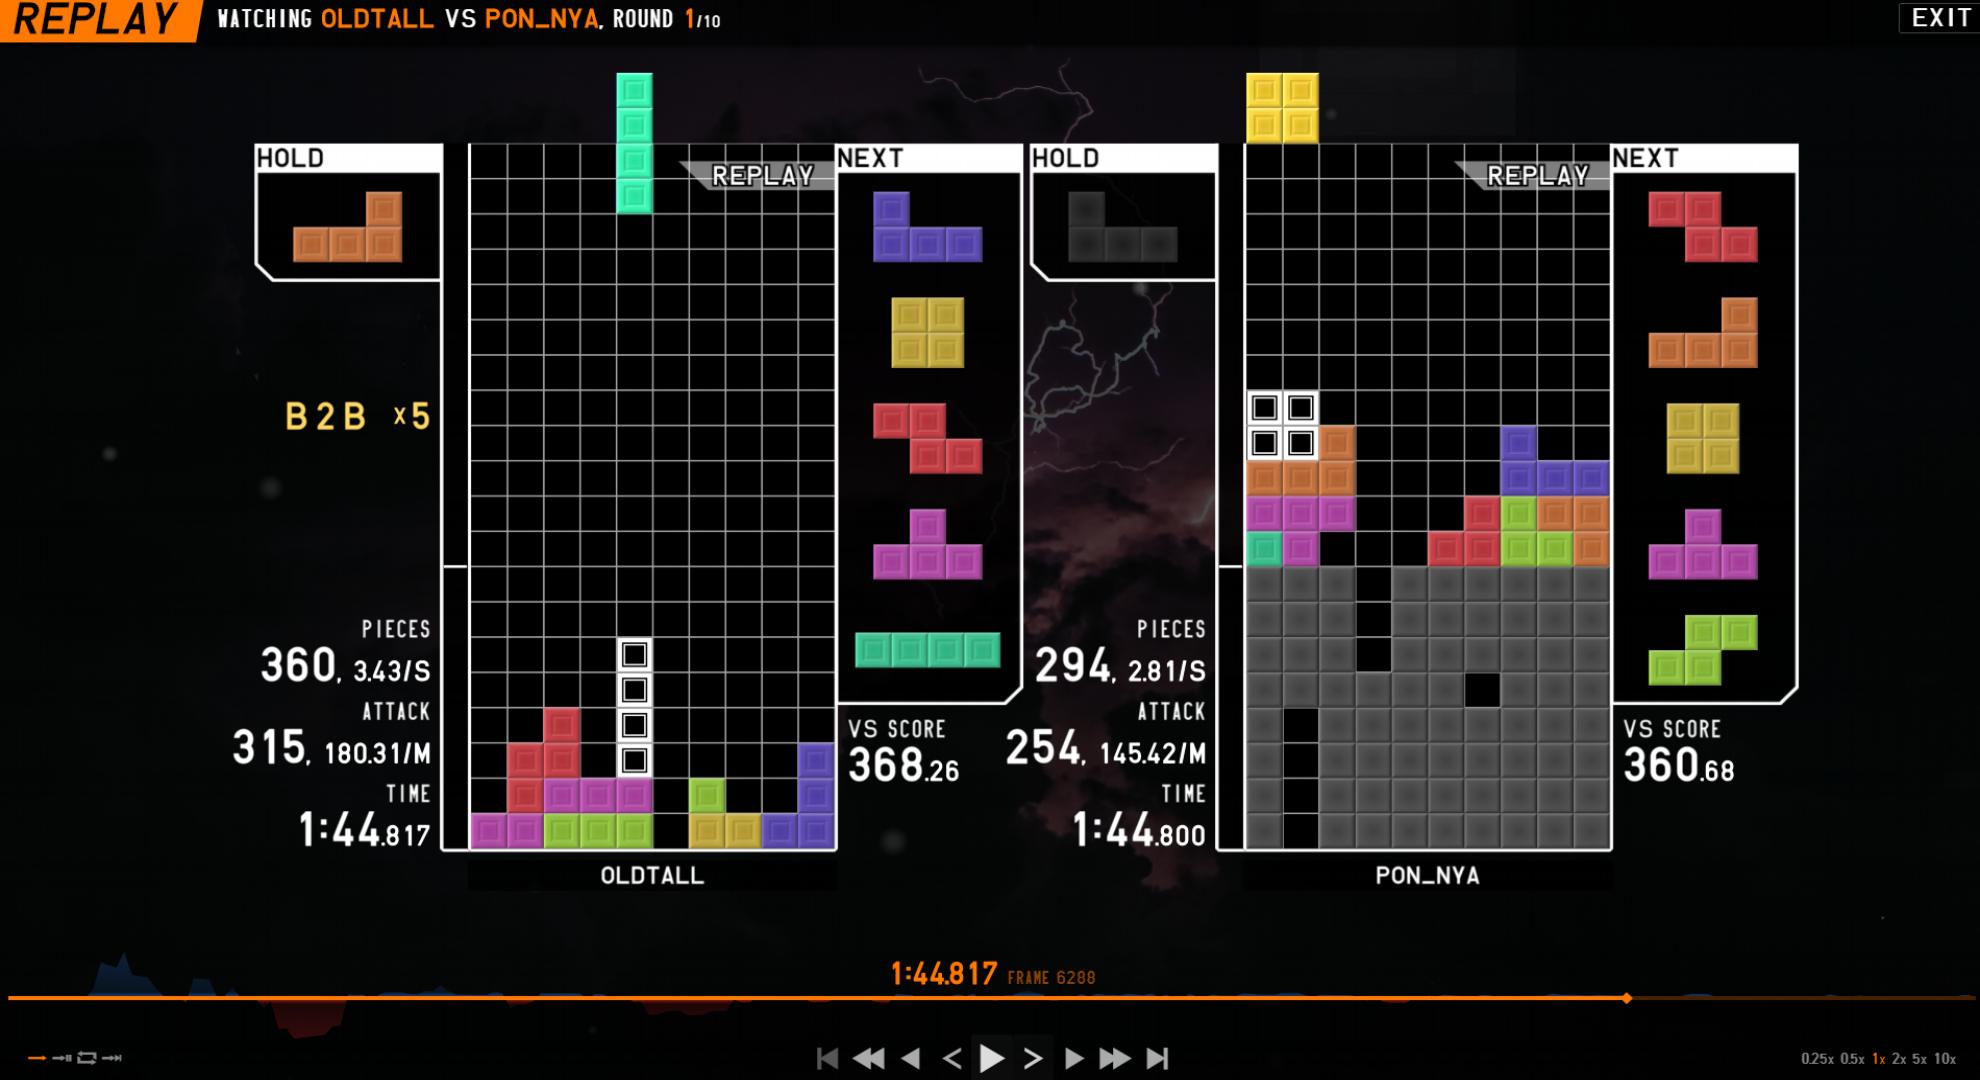 REPLAY
WATCHING OLDTALL VS PON_NYA, ROUND 1/10
EXIT
HOLD
REPLAY
NEXT
B2B x5
PIECES
360, 3.43/S
ATTACK
315, 180.31/M
TIME
1:44.817
VS SCORE
368.26
OLDTALL
HOLD
REPLAY
NEXT
PIECES
294, 2.81/S
ATTACK
254, 145.42/M
TIME
1:44.800
VS SCORE
360.68
PON_NYA
1:44.817 FRAME 6288
0.25x 0.5x 1x 2x 5x 10x